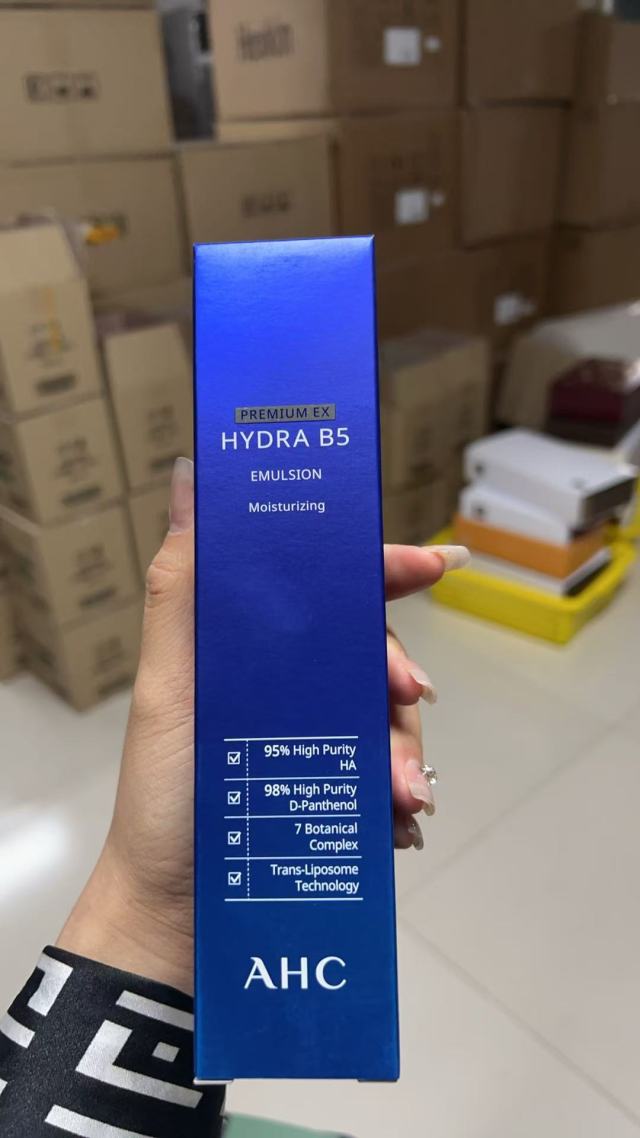 PREMIUM EX
HYDRA B5
EMULSION
Moisturizing
95% High Purity
HA
98% High Purity
D-Panthenol
7 Botanical
Complex
Trans-Liposome
Technology
AHC